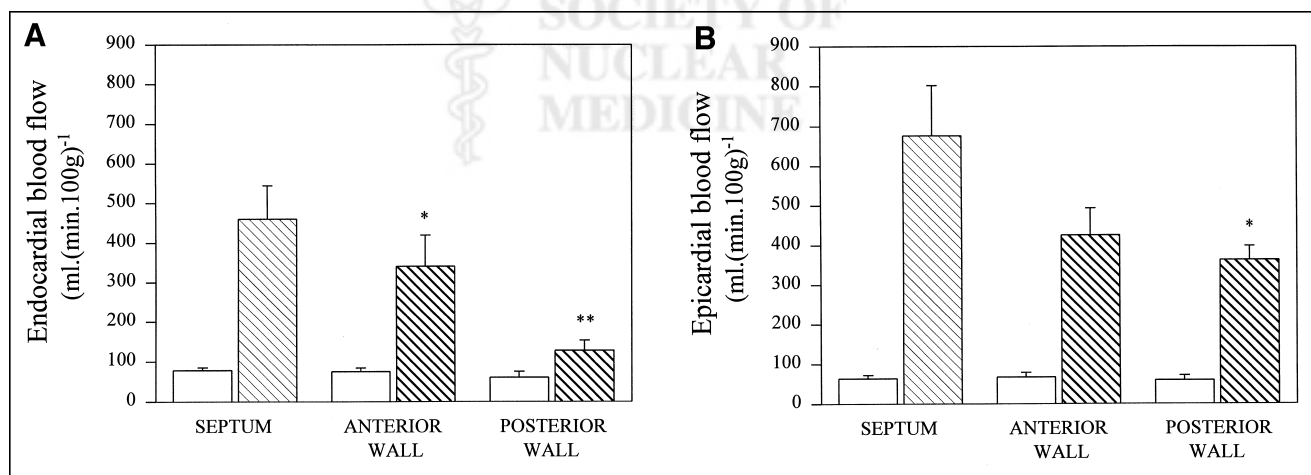 SOCIETY OF
NUCLEAR
MEDICINE
A
Endocardial blood flow
(ml.(min.100g)-1
900
800
700
600
500
400
300
200
100
0
*
**
SEPTUM
ANTERIOR
WALL
POSTERIOR
WALL
B
Epicardial blood flow
(ml.(min.100g)-1
900
800
700
600
500
400
300
200
100
0
*
SEPTUM
ANTERIOR
WALL
POSTERIOR
WALL